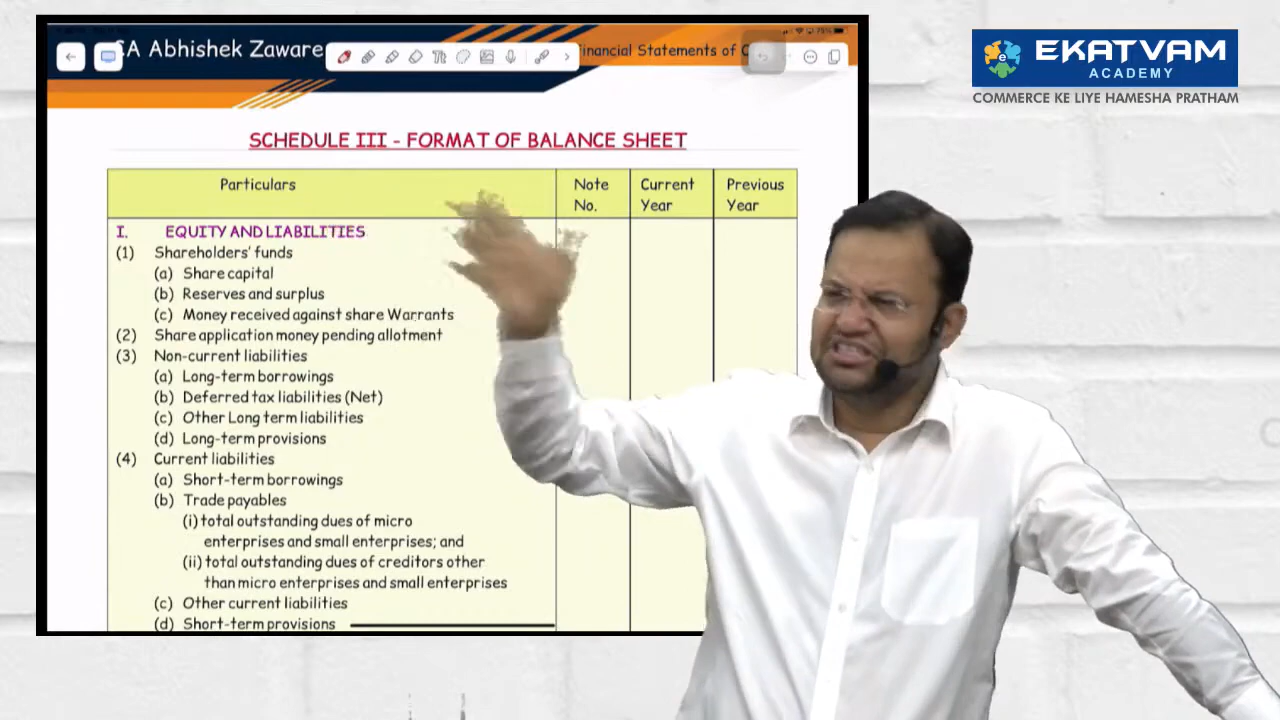 CA Abhishek Zaware
Financial Statements of
79%
EKATVAM
ACADEMY
COMMERCE KE LIYE HAMESHA PRATHAM
SCHEDULE III - FORMAT OF BALANCE SHEET
Particulars Note No. Current Year Previous Year
I. EQUITY AND LIABILITIES
(1) Shareholders' funds
(a) Share capital
(b) Reserves and surplus
(c) Money received against share Warrants
(2) Share application money pending allotment
(3) Non-current liabilities
(a) Long-term borrowings
(b) Deferred tax liabilities (Net)
(c) Other Long term liabilities
(d) Long-term provisions
(4) Current liabilities
(a) Short-term borrowings
(b) Trade payables
(i) total outstanding dues of micro
enterprises and small enterprises; and
(ii) total outstanding dues of creditors other
than micro enterprises and small enterprises
(c) Other current liabilities
(d) Short-term provisions